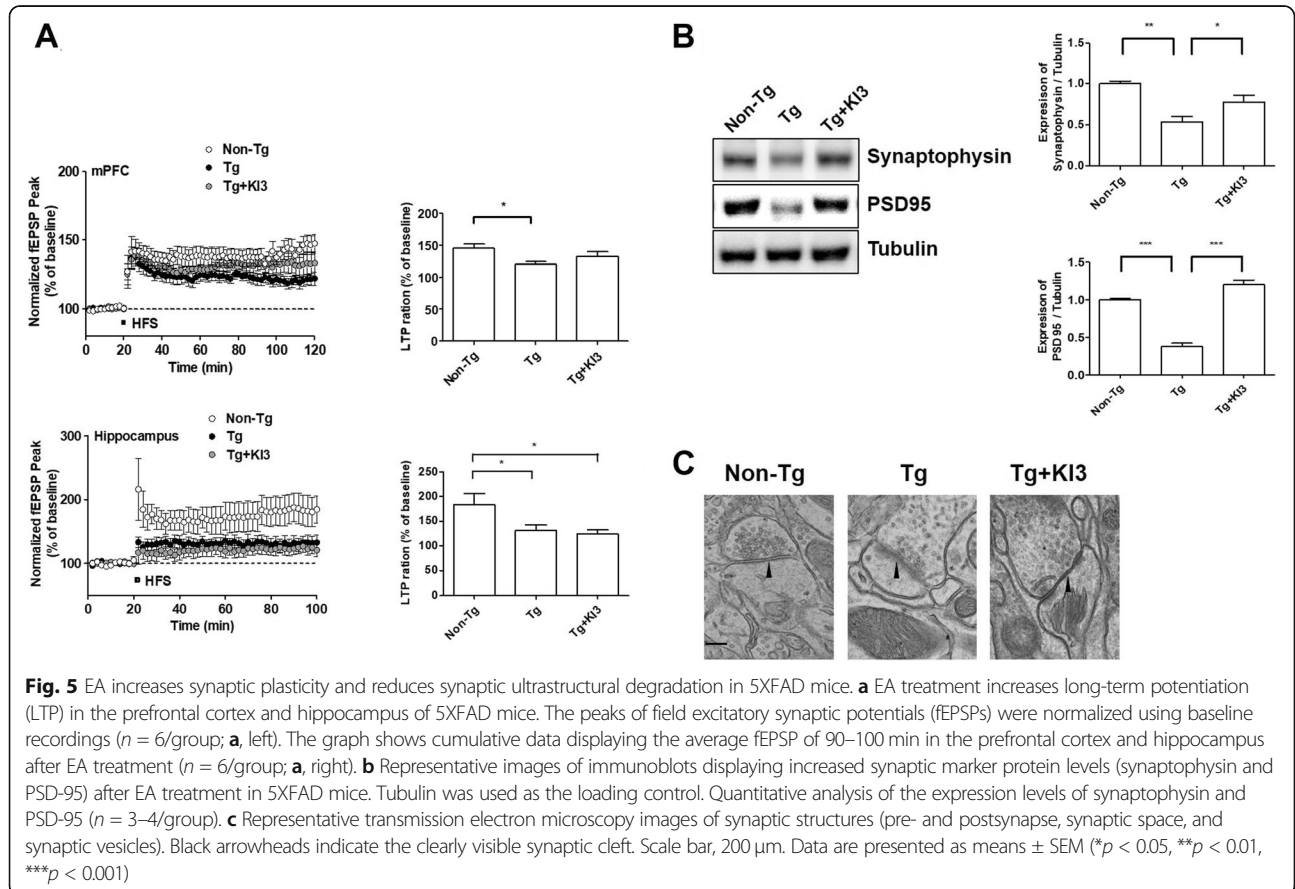 A
B
mPFC
Non-Tg
Tg
Tg+KI3
Normalized fEPSP Peak
(% of baseline)
200
150
100
HFS
0 20 40 60 80 100 120
Time (min)
LTP ration (% of baseline)
200
150
100
50
0
*
Non-Tg
Tg
Tg+KI3
Hippocampus
Non-Tg
Tg
Tg+KI3
Normalized fEPSP Peak
(% of baseline)
300
200
100
HFS
0 20 40 60 80 100
Time (min)
LTP ration (% of baseline)
250
200
150
100
50
0
*
*
Non-Tg
Tg
Tg+KI3
Non-Tg
Tg
Tg+KI3
Synaptophysin
PSD95
Tubulin
Expresison of
Synaptophysin / Tubulin
1.5
1.0
0.5
0.0
**
*
Non-Tg
Tg
Tg+KI3
Expresison of
PSD95 / Tubulin
1.5
1.0
0.5
0.0
***
***
Non-Tg
Tg
Tg+KI3
C
Non-Tg
Tg
Tg+KI3
Fig. 5 EA increases synaptic plasticity and reduces synaptic ultrastructural degradation in 5XFAD mice. a EA treatment increases long-term potentiation
(LTP) in the prefrontal cortex and hippocampus of 5XFAD mice. The peaks of field excitatory synaptic potentials (fEPSPs) were normalized using baseline
recordings (n = 6/group; a, left). The graph shows cumulative data displaying the average fEPSP of 90–100 min in the prefrontal cortex and hippocampus
after EA treatment (n = 6/group; a, right). b Representative images of immunoblots displaying increased synaptic marker protein levels (synaptophysin and
PSD-95) after EA treatment in 5XFAD mice. Tubulin was used as the loading control. Quantitative analysis of the expression levels of synaptophysin and
PSD-95 (n = 3–4/group). c Representative transmission electron microscopy images of synaptic structures (pre- and postsynapse, synaptic space, and
synaptic vesicles). Black arrowheads indicate the clearly visible synaptic cleft. Scale bar, 200 μm. Data are presented as means ± SEM (*p < 0.05, **p < 0.01,
***p < 0.001)